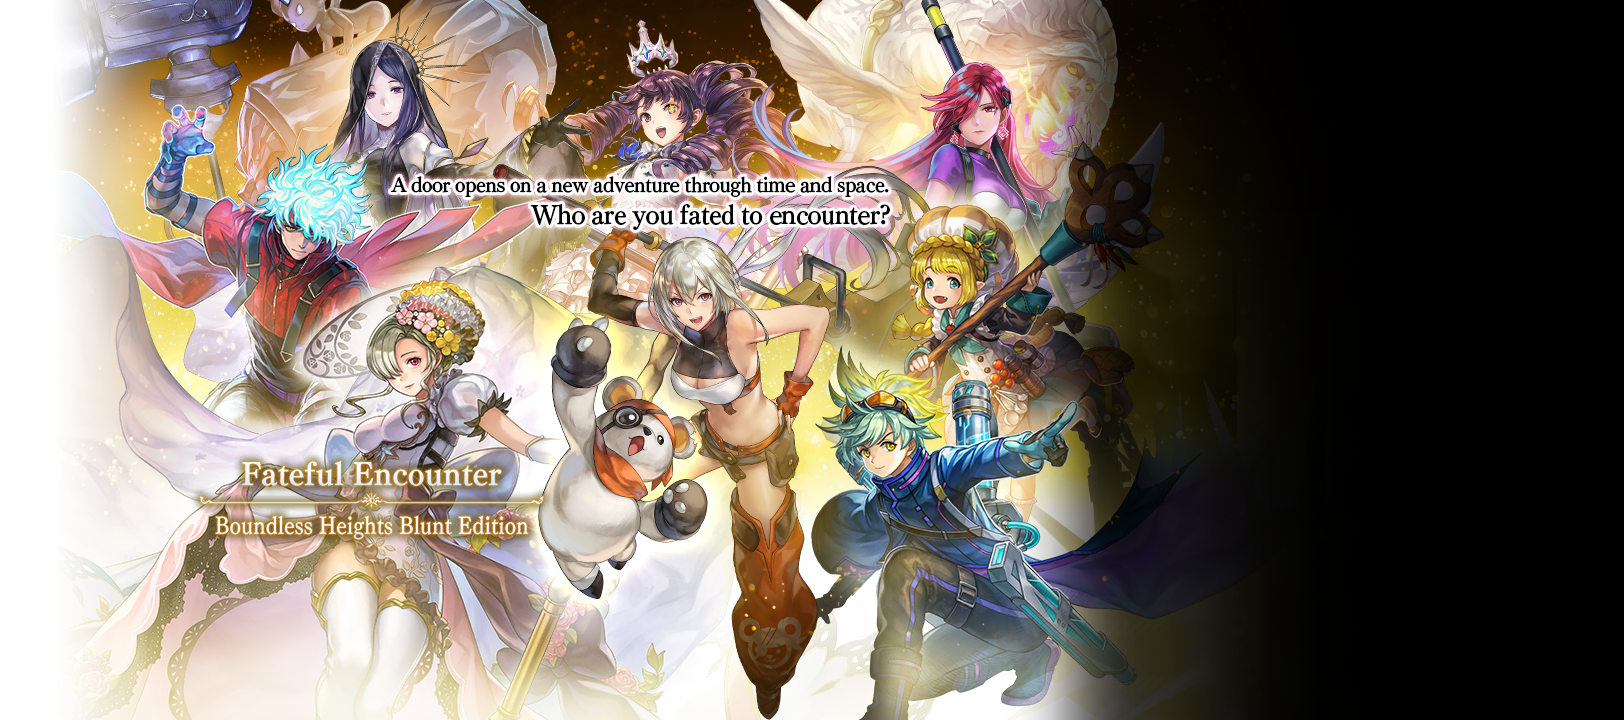 A door opens on a new adventure through time and space.
Who are you fated to encounter?
Fateful Encounter
Boundless Heights Blunt Edition